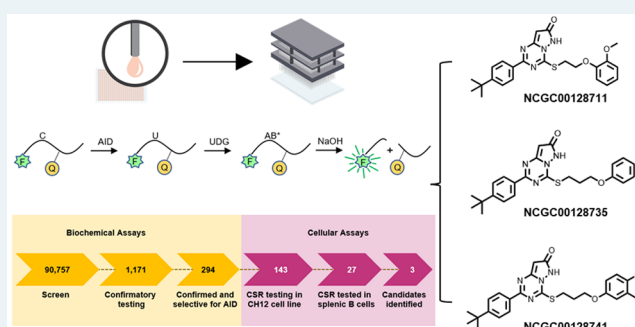 C AID U UDG AB* NaOH
F Q F Q F Q F + Q
Biochemical Assays Cellular Assays
90,757 1,171 294 143 27 3
Screen
Confirmatory testing
Confirmed and selective for AID
CSR testing in CH12 cell line
CSR tested in splenic B cells
Candidates identified
O
N NH
N N
N S O O
NCGC00128711
O
N NH
N N
N S O
NCGC00128735
O
N NH
N N
N S O
NCGC00128741